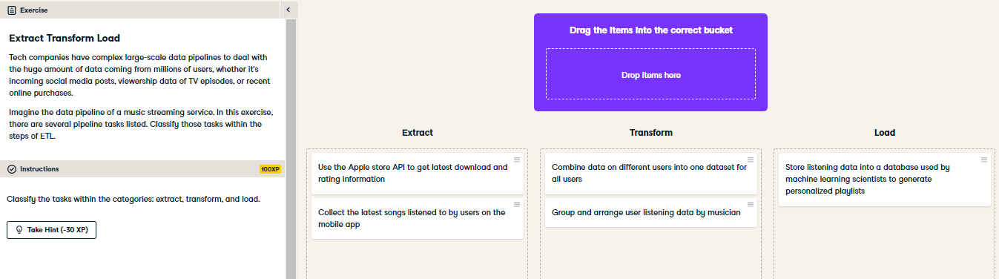 Exercise
Extract Transform Load
Tech companies have complex large-scale data pipelines to deal with
the huge amount of data coming from millions of users, whether it's
incoming social media posts, viewership data of TV episodes, or recent
online purchases.
Imagine the data pipeline of a music streaming service. In this exercise,
there are several pipeline tasks listed. Classify those tasks within the
steps of ETL.
Instructions
100XP
Classify the tasks within the categories: extract, transform, and load.
Take Hint (-30 XP)
Drag the items into the correct bucket
Drop items here
Extract
Use the Apple store API to get latest download and
rating information
Collect the latest songs listened to by users on the
mobile app
Transform
Combine data on different users into one dataset for
all users
Group and arrange user listening data by musician
Load
Store listening data into a database used by
machine learning scientists to generate
personalized playlists